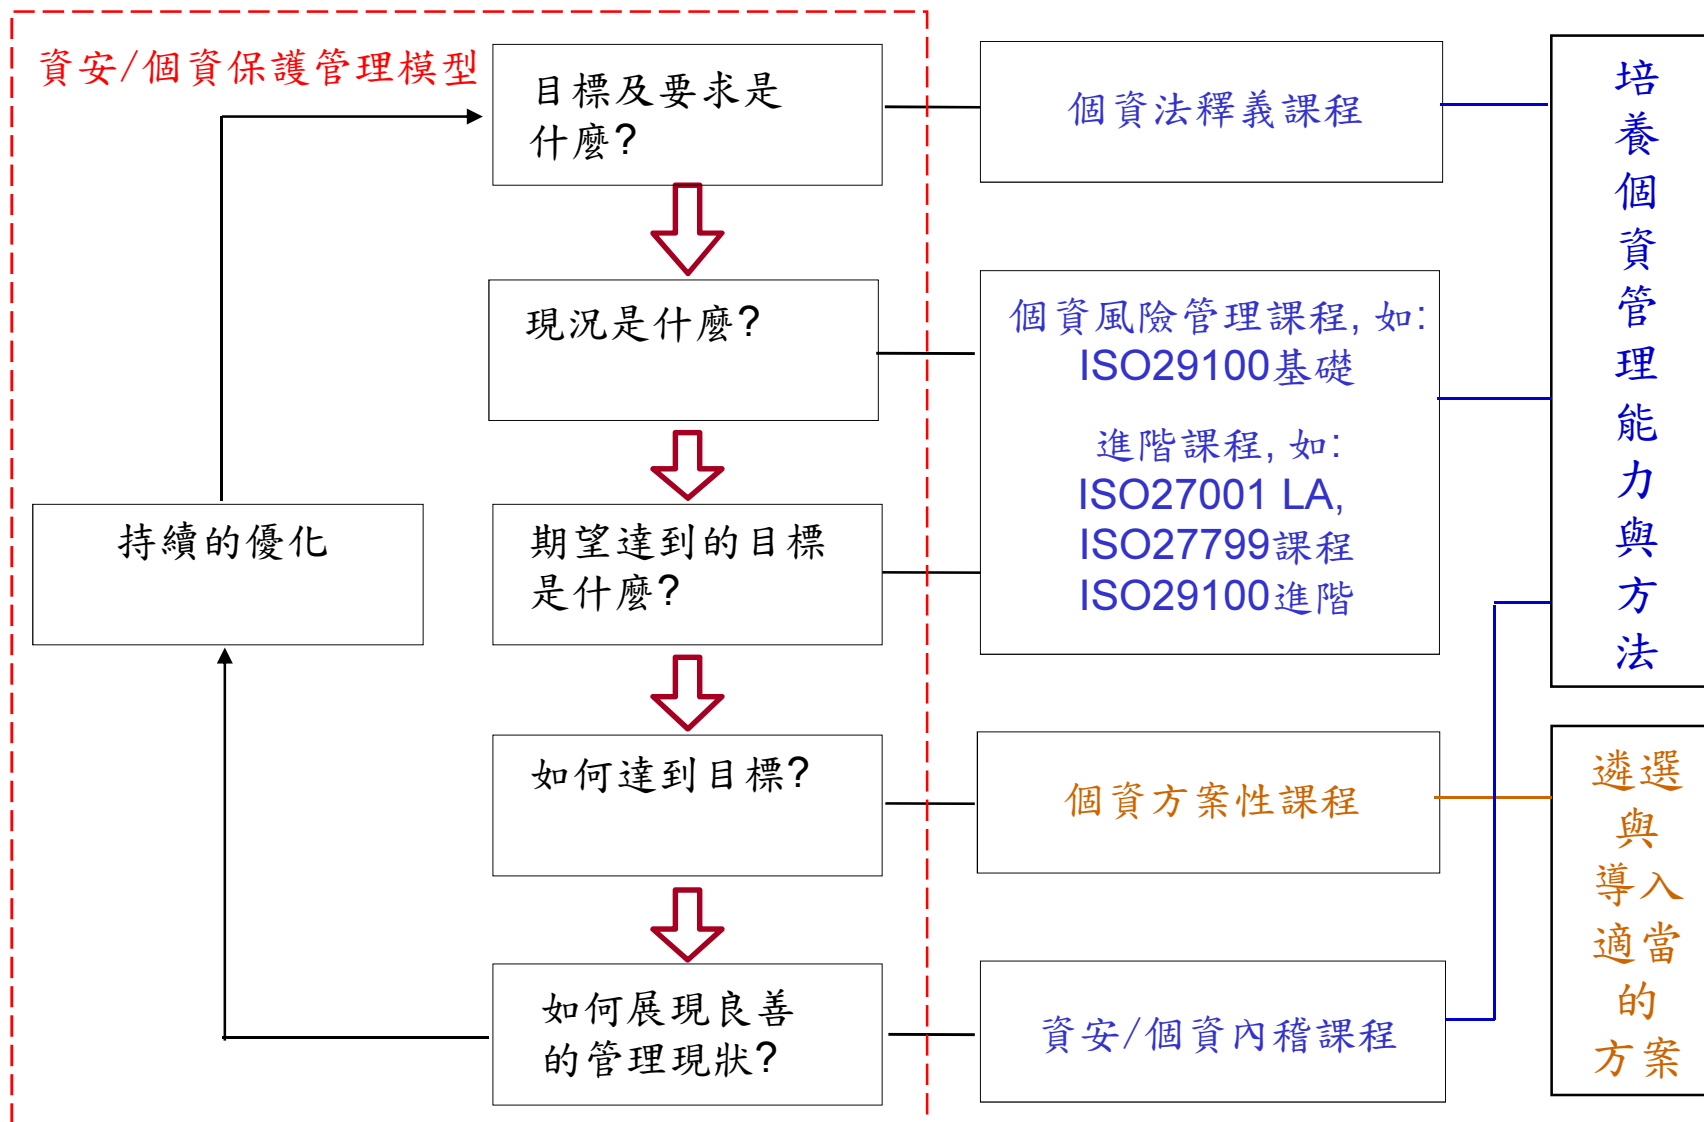 資安/個資保護管理模型
目標及要求是
什麼?
個資法釋義課程
現況是什麼?
個資風險管理課程, 如:
ISO29100基礎
進階課程, 如:
ISO27001 LA,
ISO27799課程
ISO29100進階
持續的優化
期望達到的目標
是什麼?
如何達到目標?
個資方案性課程
如何展現良善
的管理現狀?
資安/個資內稽課程
培
養
個
資
管
理
能
力
與
方
法
遴選
與
導入
適當
的
方案